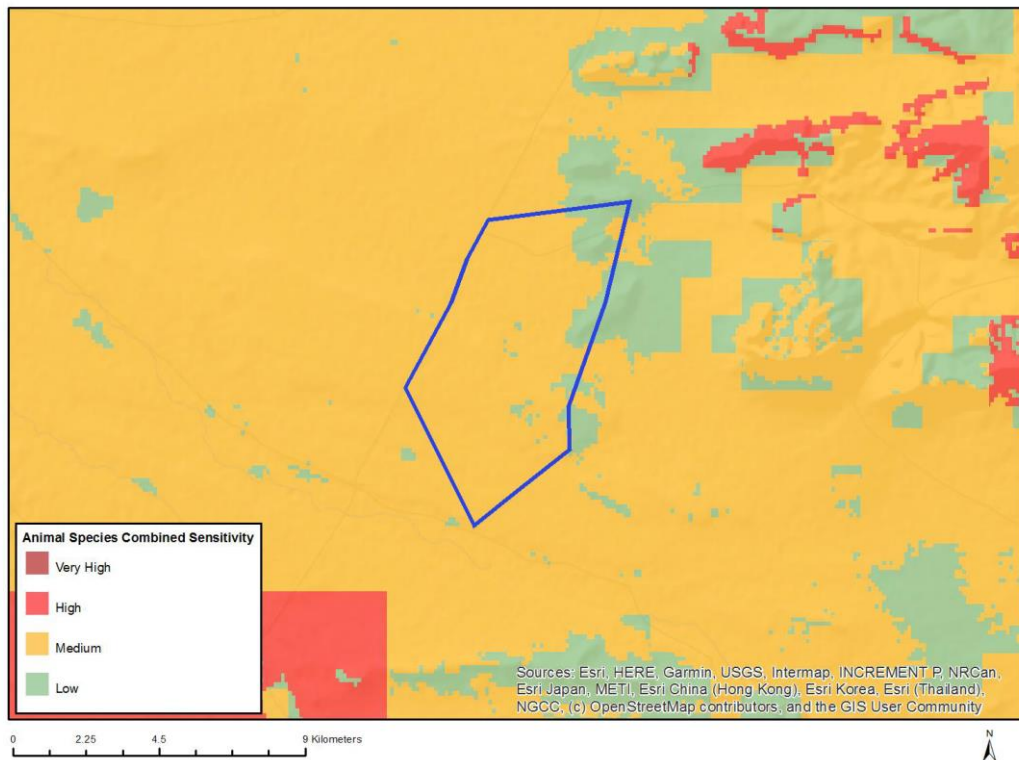 Animal Species Combined Sensitivity
Very High
High
Medium
Low
Sources: Esri, HERE, Garmin, USGS, Intermap, INCREMENT P, NRCan,
Esri Japan, METI, Esri China (Hong Kong), Esri Korea, Esri (Thailand),
NGCC, (c) OpenStreetMap contributors, and the GIS User Community
0 2.25 4.5 9 Kilometers
N